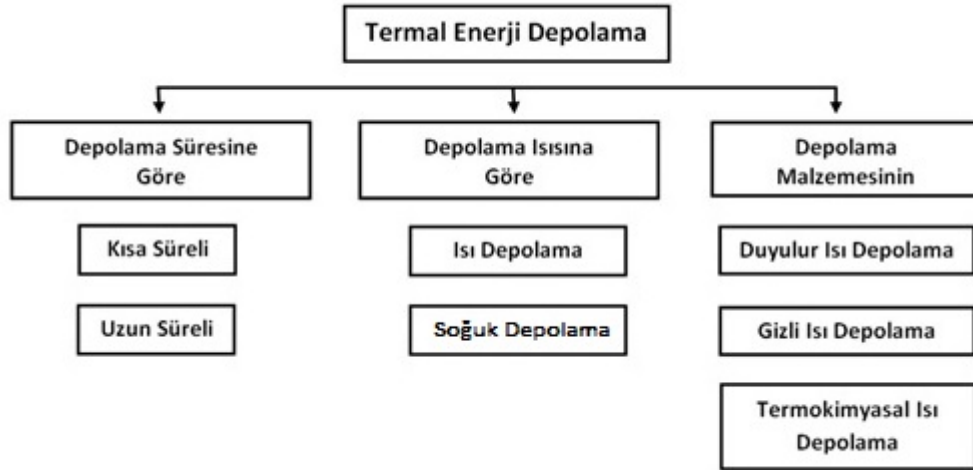 Termal Enerji Depolama
Depolama Süresine
Göre
Kısa Süreli
Uzun Süreli
Depolama Isısına
Göre
Isı Depolama
Soğuk Depolama
Depolama
Malzemesinin
Duyulur Isı Depolama
Gizli Isı Depolama
Termokimyasal Isı
Depolama